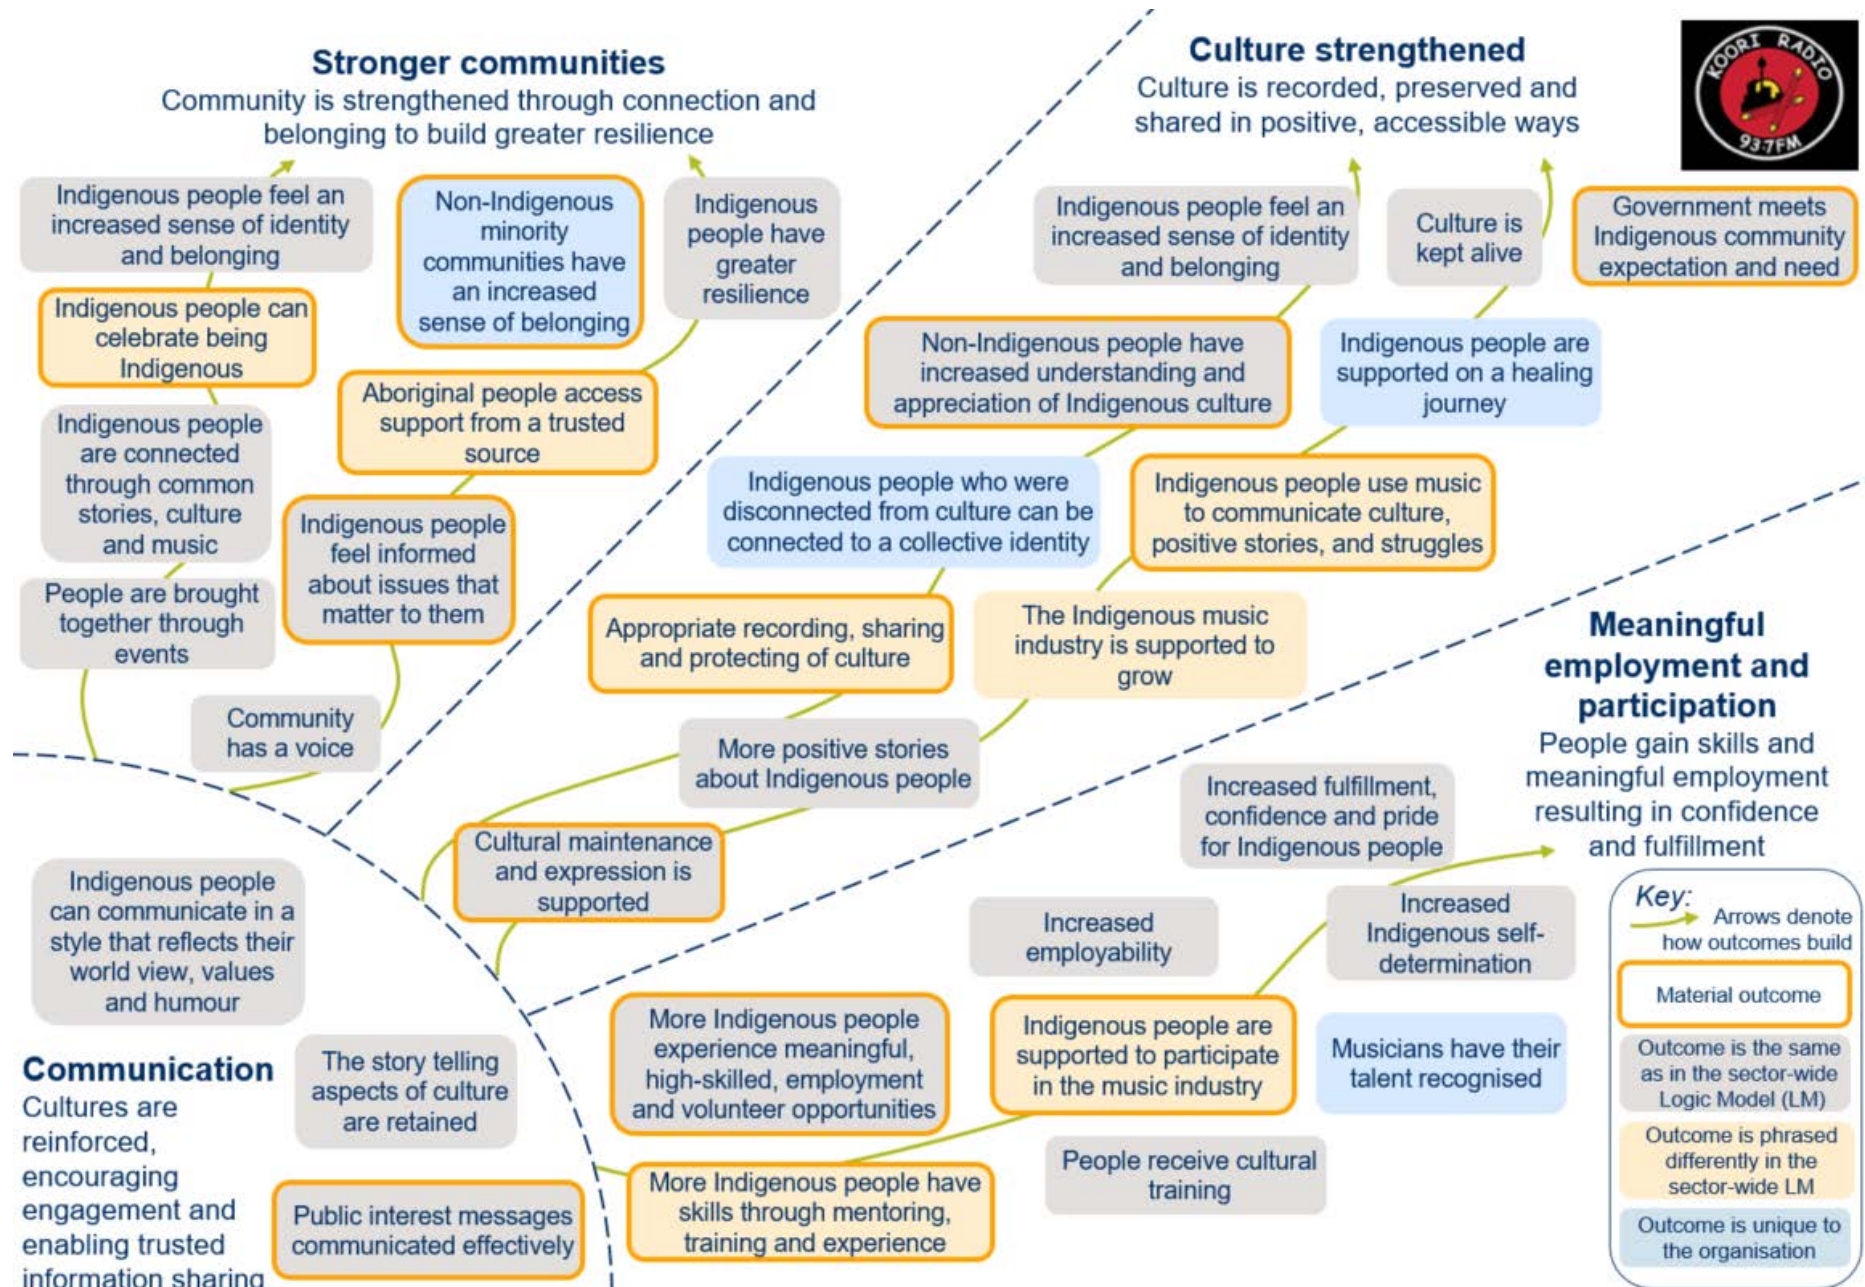 Stronger communities
Community is strengthened through connection and
belonging to build greater resilience
Indigenous people feel an
increased sense of identity
and belonging
Non-Indigenous
minority
communities have
an increased
sense of belonging
Indigenous
people have
greater
resilience
Indigenous people can
celebrate being
Indigenous
Aboriginal people access
support from a trusted
source
Indigenous people
are connected
through common
stories, culture
and music
Indigenous people
feel informed
about issues that
matter to them
People are brought
together through
events
Community
has a voice
Culture strengthened
Culture is recorded, preserved and
shared in positive, accessible ways
KOORI RADIO
93.7FM
Indigenous people feel an
increased sense of identity
and belonging
Culture is
kept alive
Government meets
Indigenous community
expectation and need
Non-Indigenous people have
increased understanding and
appreciation of Indigenous culture
Indigenous people are
supported on a healing
journey
Indigenous people who were
disconnected from culture can be
connected to a collective identity
Indigenous people use music
to communicate culture,
positive stories, and struggles
Appropriate recording, sharing
and protecting of culture
The Indigenous music
industry is supported to
grow
More positive stories
about Indigenous people
Cultural maintenance
and expression is
supported
Meaningful
employment and
participation
People gain skills and
meaningful employment
resulting in confidence
and fulfillment
Increased fulfillment,
confidence and pride
for Indigenous people
Increased
employability
Increased
Indigenous self-
determination
More Indigenous people
experience meaningful,
high-skilled, employment
and volunteer opportunities
Indigenous people are
supported to participate
in the music industry
Musicians have their
talent recognised
People receive cultural
training
More Indigenous people have
skills through mentoring,
training and experience
Indigenous people
can communicate in a
style that reflects their
world view, values
and humour
Communication
Cultures are
reinforced,
encouraging
engagement and
enabling trusted
information sharing
The story telling
aspects of culture
are retained
Public interest messages
communicated effectively
Key:
Arrows denote
how outcomes build
Material outcome
Outcome is the same
as in the sector-wide
Logic Model (LM)
Outcome is phrased
differently in the
sector-wide LM
Outcome is unique to
the organisation